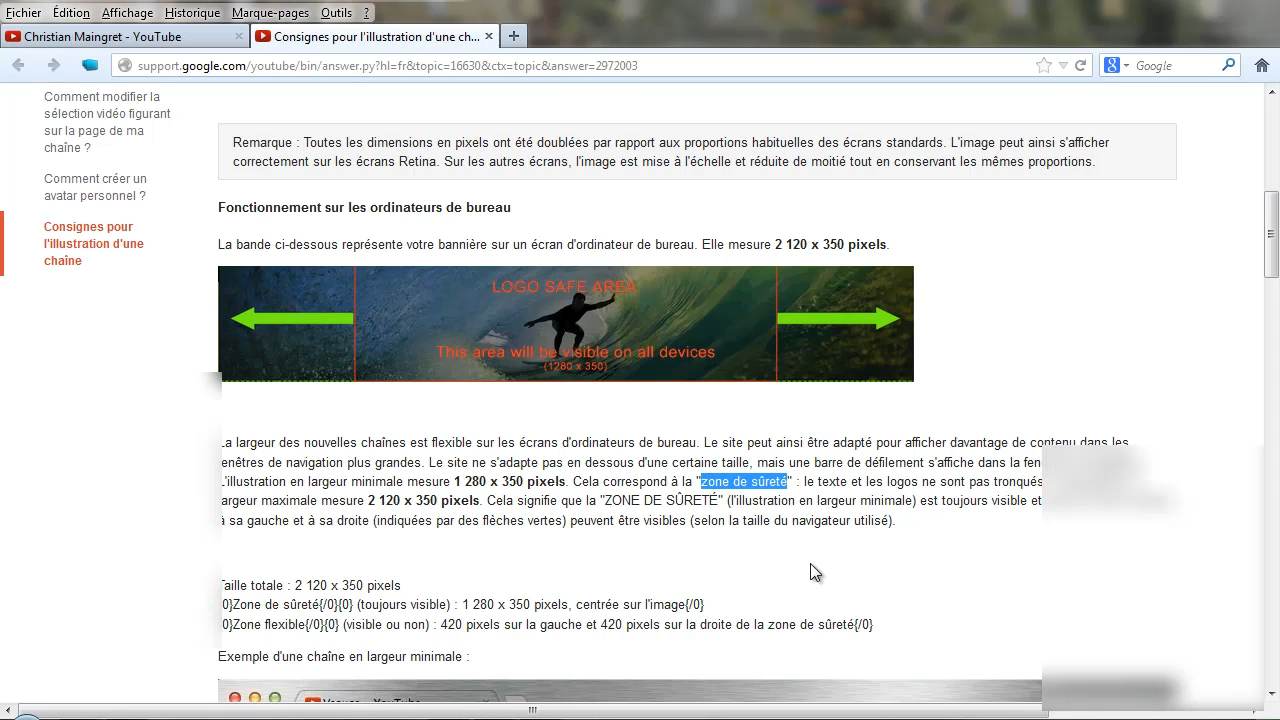 Fichier Édition Affichage Historique Marque-pages Outils ?
Christian Maingret - YouTube × Consignes pour l'illustration d'une ch... × +
support.google.com/youtube/bin/answer.py?hl=fr&topic=16630&ctx=topic&answer=2972003 Google
Comment modifier la
sélection vidéo figurant
sur la page de ma
chaîne ?
Comment créer un
avatar personnel ?
Consignes pour
l'illustration d'une
chaîne
Remarque : Toutes les dimensions en pixels ont été doublées par rapport aux proportions habituelles des écrans standards. L'image peut ainsi s'afficher
correctement sur les écrans Retina. Sur les autres écrans, l'image est mise à l'échelle et réduite de moitié tout en conservant les mêmes proportions.
Fonctionnement sur les ordinateurs de bureau
La bande ci-dessous représente votre bannière sur un écran d'ordinateur de bureau. Elle mesure 2 120 x 350 pixels.
LOGO SAFE AREA
This area will be visible on all devices
(1280 x 350)
La largeur des nouvelles chaînes est flexible sur les écrans d'ordinateurs de bureau. Le site peut ainsi être adapté pour afficher davantage de contenu dans les
fenêtres de navigation plus grandes. Le site ne s'adapte pas en dessous d'une certaine taille, mais une barre de défilement s'affiche dans la
L'illustration en largeur minimale mesure 1 280 x 350 pixels. Cela correspond à la "zone de sûreté" : le texte et les logos ne sont pas tronqués
largeur maximale mesure 2 120 x 350 pixels. Cela signifie que la "ZONE DE SÛRETÉ" (l'illustration en largeur minimale) est toujours visible et
à sa gauche et à sa droite (indiquées par des flèches vertes) peuvent être visibles (selon la taille du navigateur utilisé).
Taille totale : 2 120 x 350 pixels
0}Zone de sûreté{/0}{0} (toujours visible) : 1 280 x 350 pixels, centrée sur l'image{/0}
0}Zone flexible{/0}{0} (visible ou non) : 420 pixels sur la gauche et 420 pixels sur la droite de la zone de sûreté{/0}
Exemple d'une chaîne en largeur minimale :